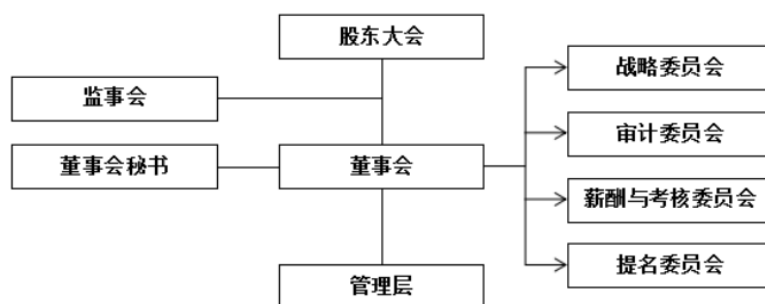 股东大会
战略委员会
监事会
审计委员会
董事会秘书
董事会
薪酬与考核委员会
提名委员会
管理层